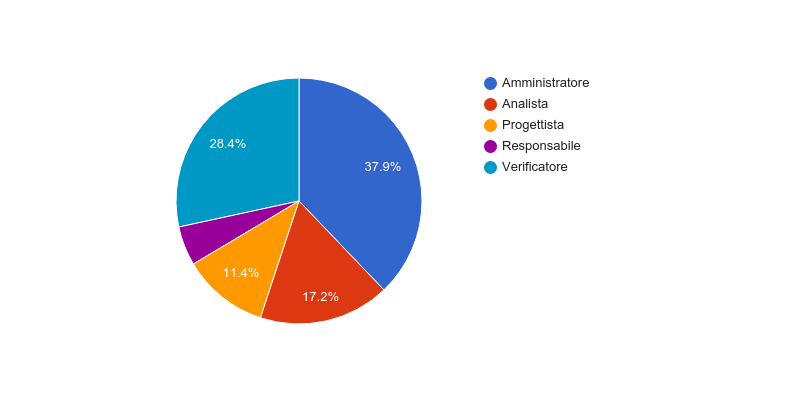 Amministratore
Analista
Progettista
Responsabile
Verificatore
28.4%
37.9%
11.4%
17.2%